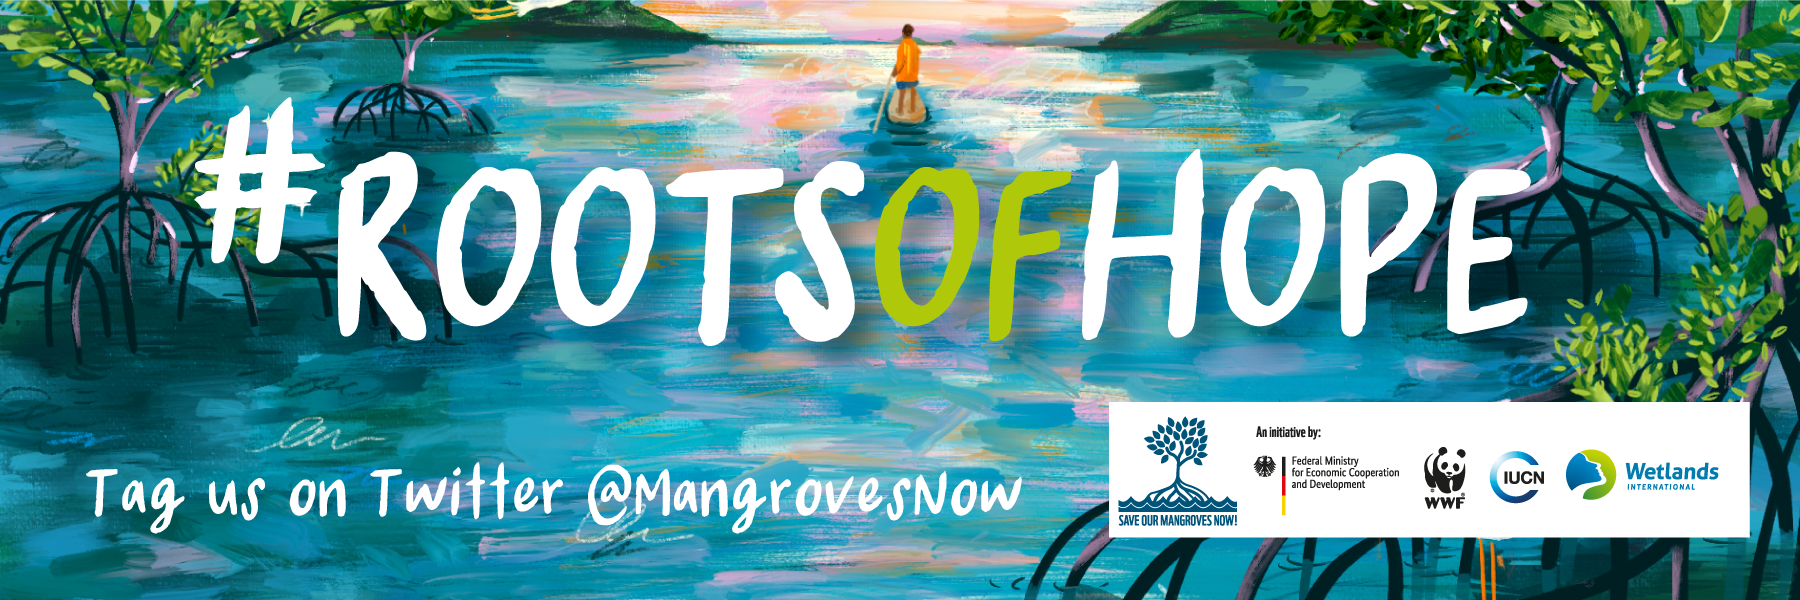 #ROOTSOFHOPE
Tag us on Twitter @MangrovesNow
SAVE OUR MANGROVES NOW!
An initiative by:
Federal Ministry
for Economic Cooperation
and Development
WWF
IUCN
Wetlands
INTERNATIONAL